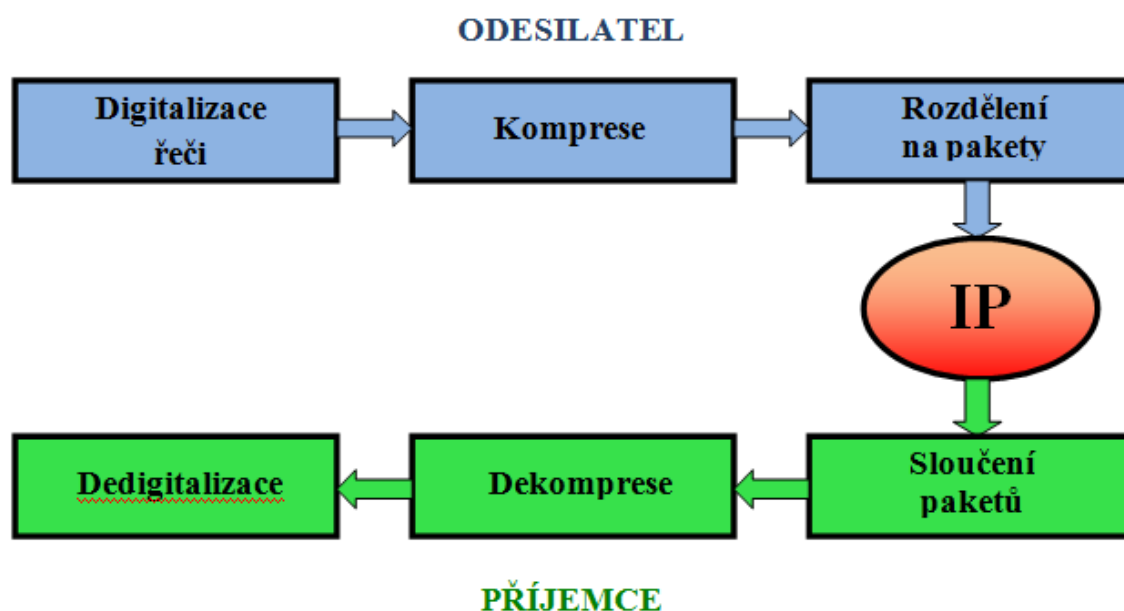 ODESILATEL
Digitalizace
řeči
Komprese
Rozdělení
na pakety
IP
Dedigitalizace
Dekomprese
Sloučení
paketů
PŘÍJEMCE